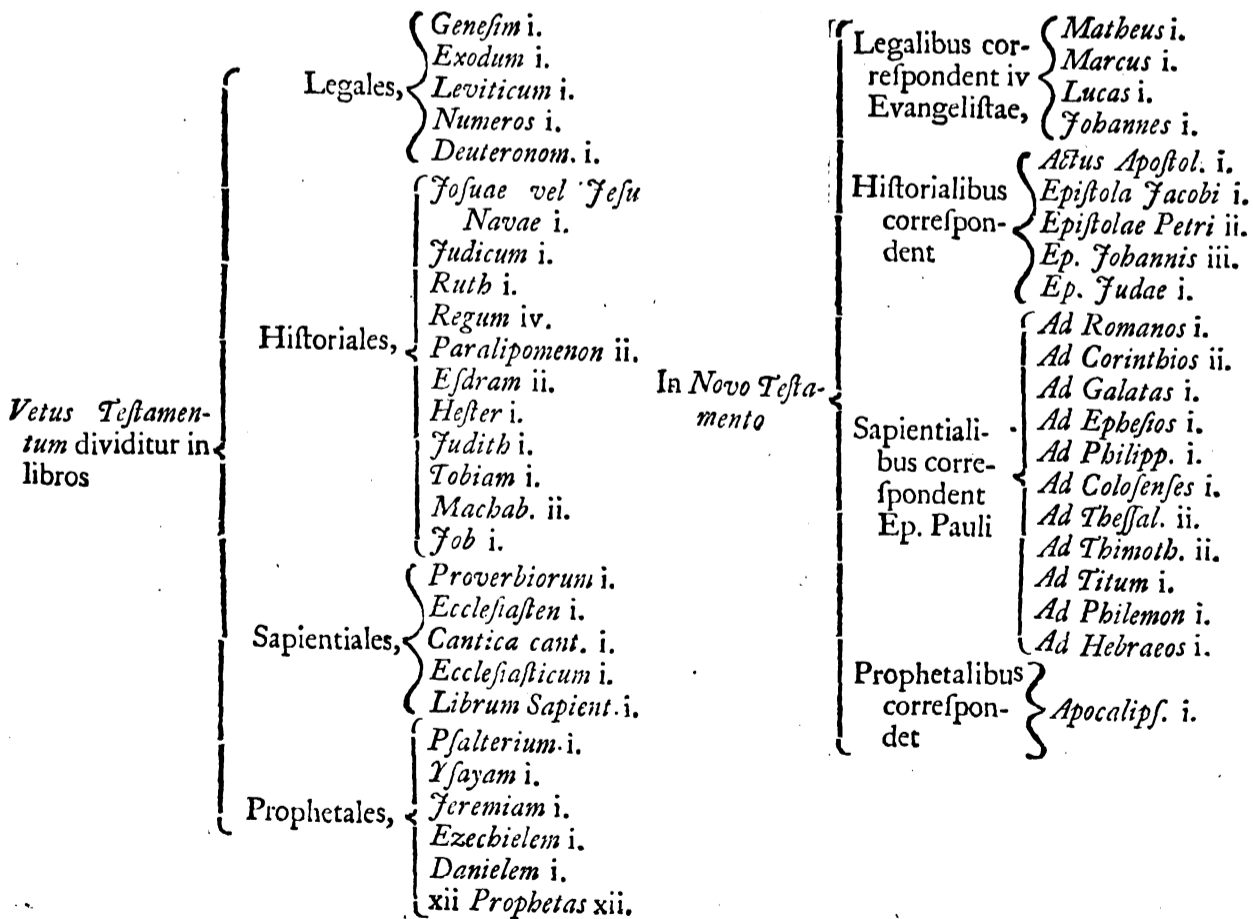 Vetus Teſtamen-
tum dividitur in
libros
Legales,
Geneſim i.
Exodum i.
Leviticum i.
Numeros i.
Deuteronom. i.
Hiſtoriales,
Joſuae vel Jeſu
Navae i.
Judicum i.
Ruth i.
Regum iv.
Paralipomenon ii.
Eſdram ii.
Heſter i.
Judith i.
Tobiam i.
Machab. ii.
Job i.
Sapientiales,
Proverbiorum i.
Eccleſiaſten i.
Cantica cant. i.
Eccleſiaſticum i.
Librum Sapient. i.
Prophetales,
Pſalterium. i.
Yſayam i.
Jeremiam i.
Ezechielem i.
Danielem i.
xii Prophetas xii.
In Novo Teſta-
mento
Legalibus cor-
reſpondent iv
Evangeliſtae,
Matheus i.
Marcus i.
Lucas i.
Johannes i.
Hiſtorialibus
correſpon-
dent
Actus Apoſtol. i.
Epiſtola Jacobi i.
Epiſtolae Petri ii.
Ep. Johannis iii.
Ep. Judae i.
Sapientiali-
bus corre-
ſpondent
Ep. Pauli
Ad Romanos i.
Ad Corinthios ii.
Ad Galatas i.
Ad Epheſios i.
Ad Philipp. i.
Ad Coloſenſes i.
Ad Theſſal. ii.
Ad Thimoth. ii.
Ad Titum i.
Ad Philemon i.
Ad Hebraeos i.
Prophetalibus
correſpon-
det
Apocalipſ. i.